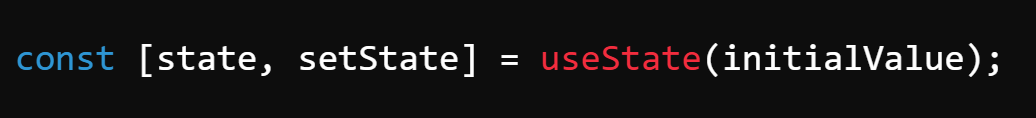 const [state, setState] = useState(initialValue);